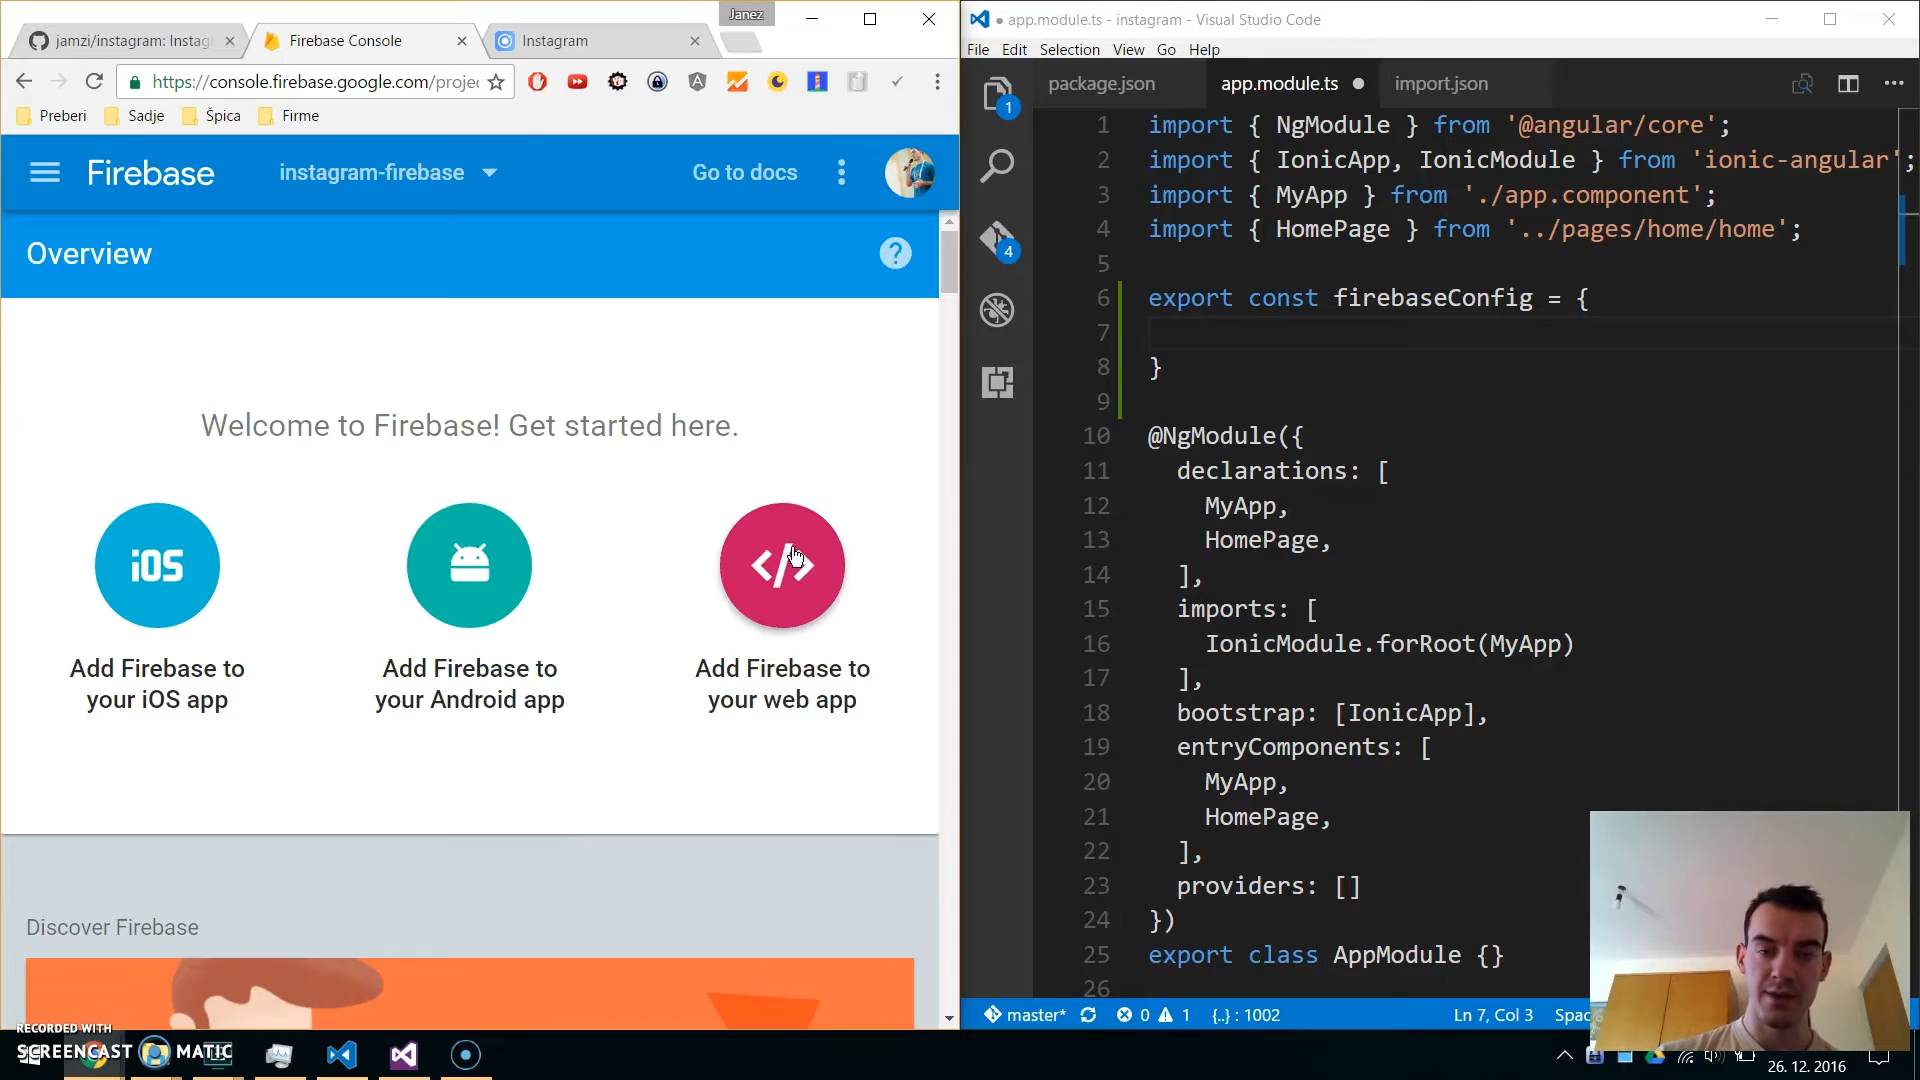 Janez
jamzi/instagram: Instag
Firebase Console
Instagram
https://console.firebase.google.com/projec
Preberi
Sadje
Špica
Firme
Firebase
instagram-firebase
Go to docs
Overview
?
Welcome to Firebase! Get started here.
iOS
</>
Add Firebase to
your iOS app
Add Firebase to
your Android app
Add Firebase to
your web app
Discover Firebase
RECORDED WITH
SCREENCAST MATIC
● app.module.ts - instagram - Visual Studio Code
File Edit Selection View Go Help
package.json
app.module.ts
import.json
1
4
1 import { NgModule } from '@angular/core';
2 import { IonicApp, IonicModule } from 'ionic-angular';
3 import { MyApp } from './app.component';
4 import { HomePage } from '../pages/home/home';
5
6 export const firebaseConfig = {
7
8 }
9
10 @NgModule({
11 declarations: [
12 MyApp,
13 HomePage,
14 ],
15 imports: [
16 IonicModule.forRoot(MyApp)
17 ],
18 bootstrap: [IonicApp],
19 entryComponents: [
20 MyApp,
21 HomePage,
22 ],
23 providers: []
24 })
25 export class AppModule {}
26
master* 0 1 {..} : 1002 Ln 7, Col 3
26. 12. 2016